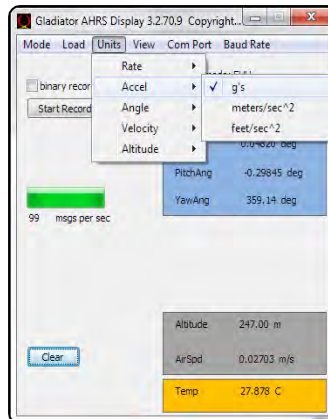 Gladiator AHRS Display 3.2.70.9 Copyright...
Mode Load Units View Com Port Baud Rate
Rate
binary recor
Accel
✓ g's
Start Record
Angle
meters/sec^2
Velocity
feet/sec^2
Altitude
0.04820 deg
PitchAng -0.29845 deg
YawAng 359.14 deg
99 msgs per sec
Altitude 247.00 m
Clear
AirSpd 0.02703 m/s
Temp 27.878 C